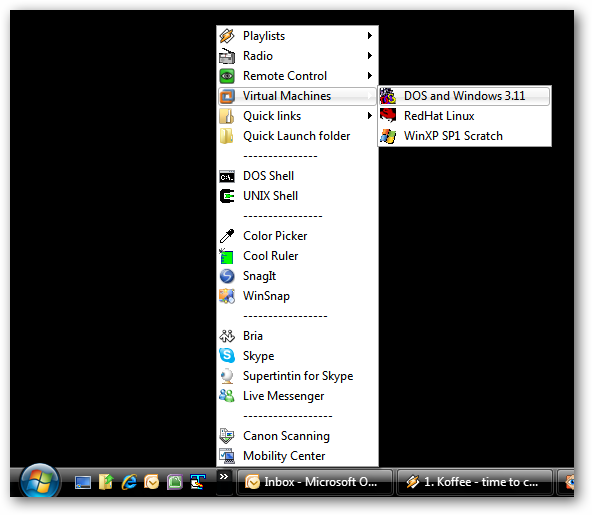 Playlists
Radio
Remote Control
Virtual Machines
DOS and Windows 3.11
Quick links
RedHat Linux
Quick Launch folder
WinXP SP1 Scratch
---------------
DOS Shell
UNIX Shell
----------------
Color Picker
Cool Ruler
SnagIt
WinSnap
-----------------
Bria
Skype
Supertintin for Skype
Live Messenger
------------------
Canon Scanning
Mobility Center
Inbox - Microsoft O...
1. Koffee - time to c...